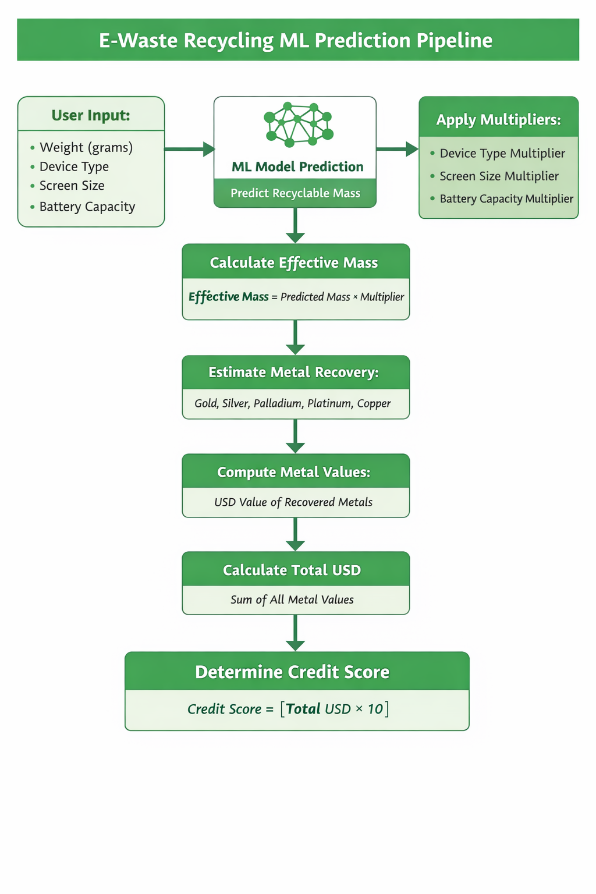 E-Waste Recycling ML Prediction Pipeline
User Input:
• Weight (grams)
• Device Type
• Screen Size
• Battery Capacity
ML Model Prediction
Predict Recyclable Mass
Apply Multipliers:
• Device Type Multiplier
• Screen Size Multiplier
• Battery Capacity Multiplier
Calculate Effective Mass
Effective Mass = Predicted Mass × Multiplier
Estimate Metal Recovery:
Gold, Silver, Palladium, Platinum, Copper
Compute Metal Values:
USD Value of Recovered Metals
Calculate Total USD
Sum of All Metal Values
Determine Credit Score
Credit Score = [Total USD × 10]